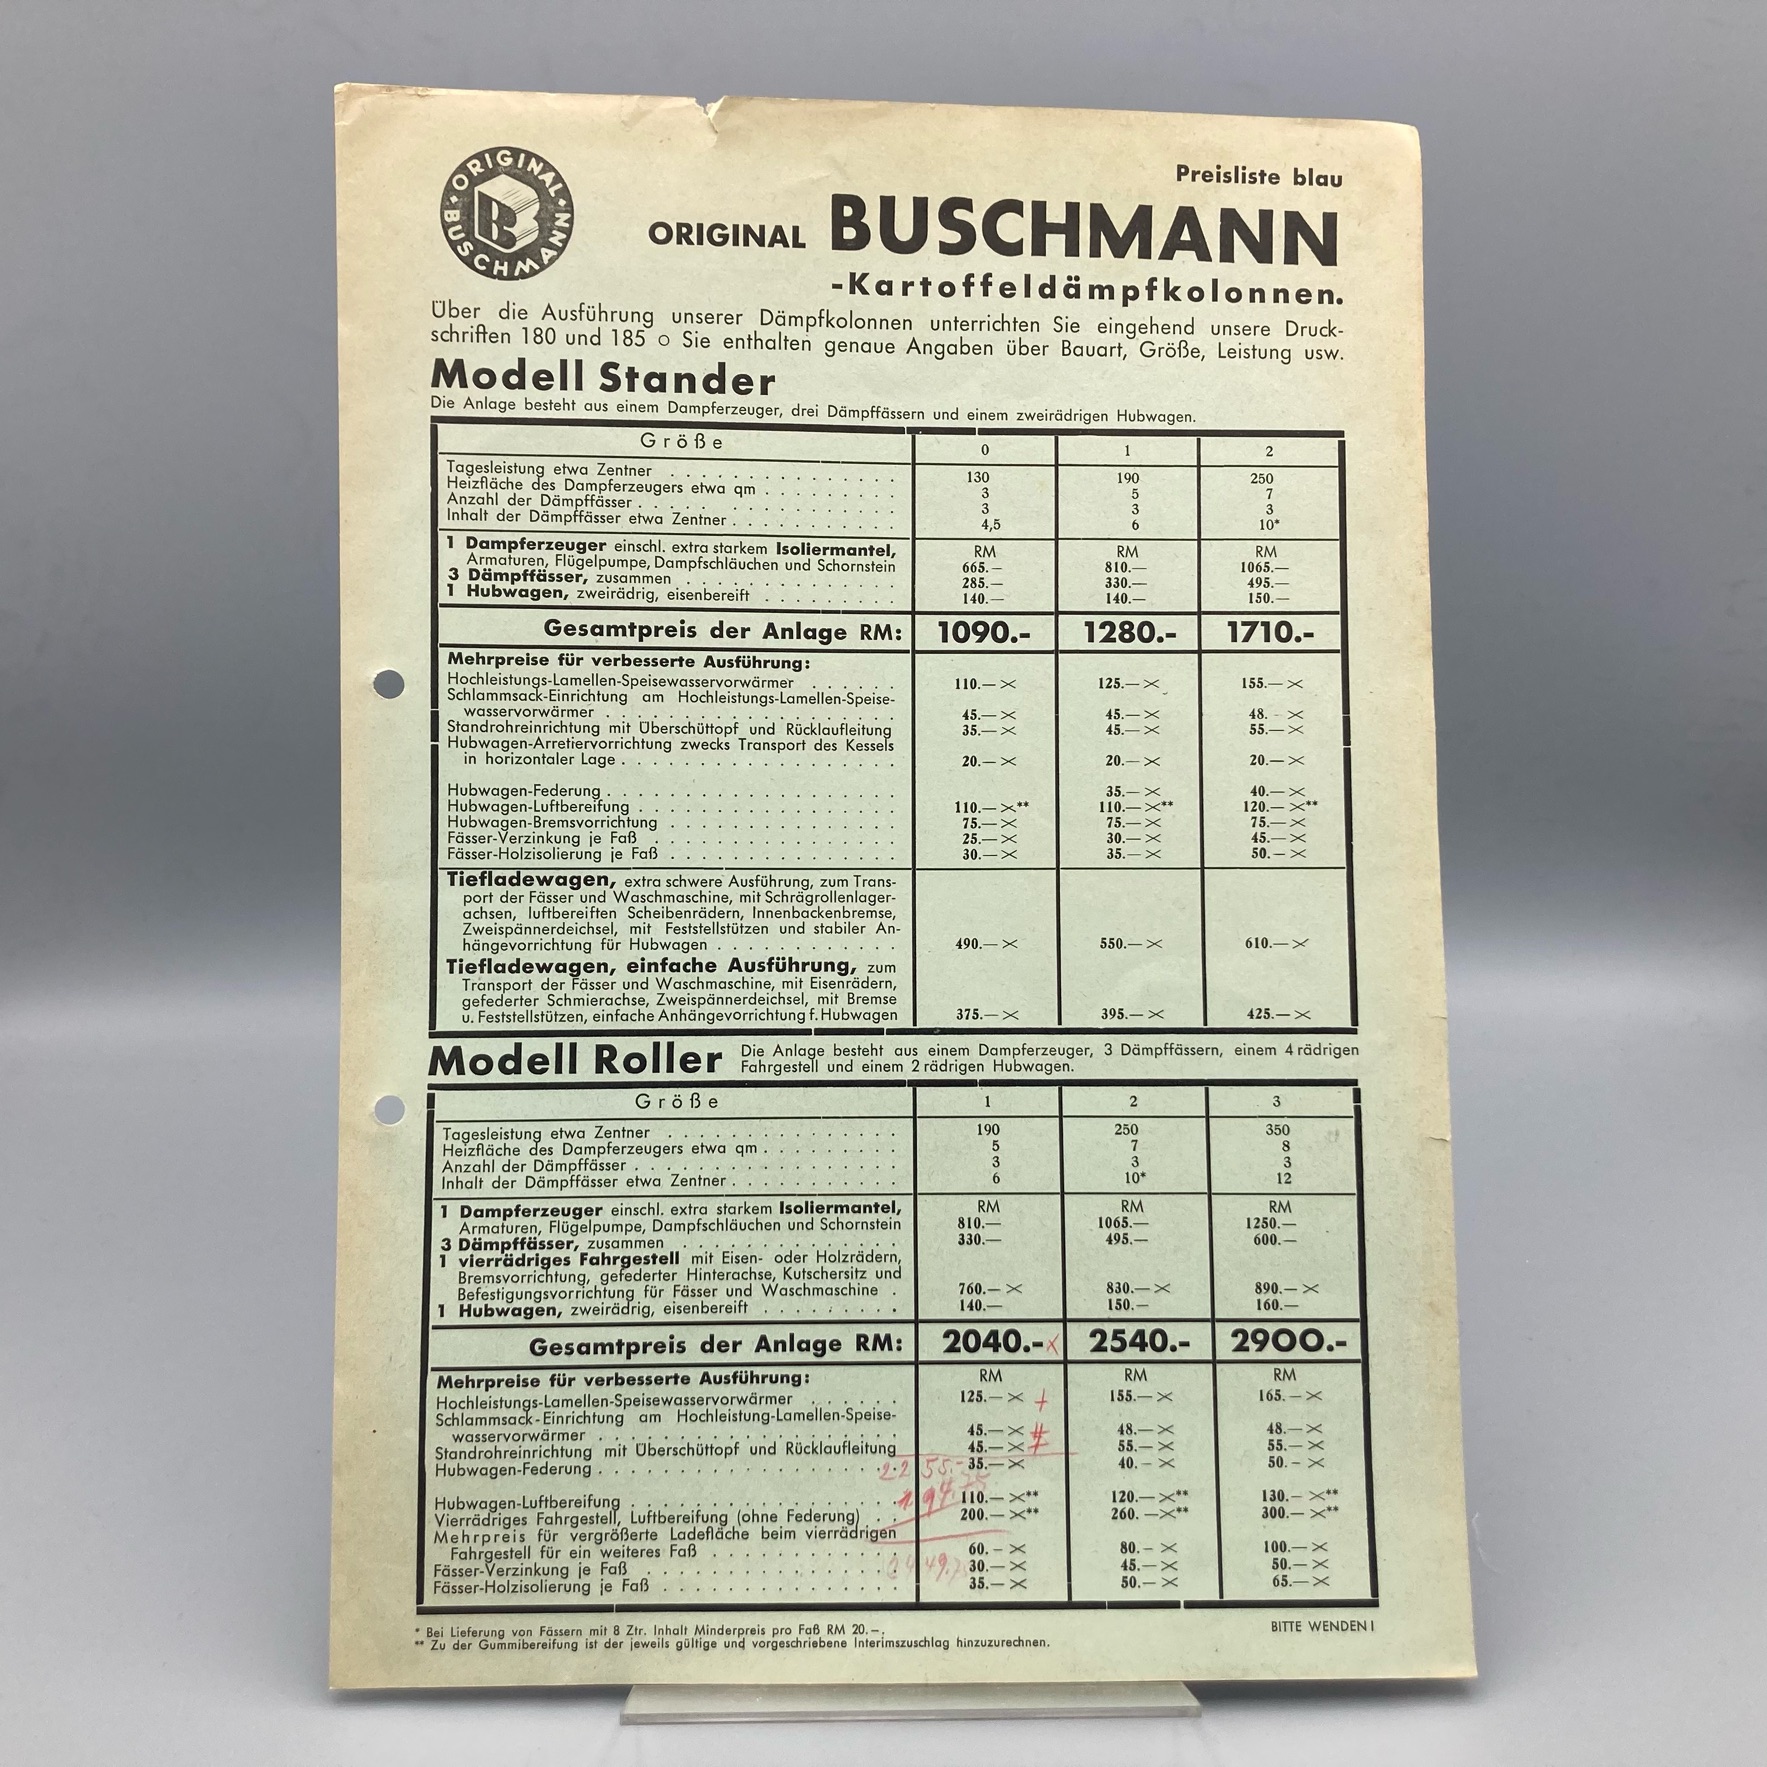 ORIGINAL BUSCHMANN
B
Preisliste blau
ORIGINAL BUSCHMANN
-Kartoffeldämpfkolonnen.
Über die Ausführung unserer Dämpfkolonnen unterrichten Sie eingehend unsere Druck-
schriften 180 und 185 o Sie enthalten genaue Angaben über Bauart, Größe, Leistung usw.
Modell Stander
Die Anlage besteht aus einem Dampferzeuger, drei Dämpffässern und einem zweirädrigen Hubwagen.
Größe 0 1 2
Tagesleistung etwa Zentner 130 190 250
Heizfläche des Dampferzeugers etwa qm 3 5 7
Anzahl der Dämpffässer 3 3 3
Inhalt der Dämpffässer etwa Zentner 4,5 6 10*
1 Dampferzeuger einschl. extra starkem Isoliermantel, RM RM RM
Armaturen, Flügelpumpe, Dampfschläuchen und Schornstein 665.— 810.— 1065.—
3 Dämpffässer, zusammen 285.— 330.— 495.—
1 Hubwagen, zweirädrig, eisenbereift 140.— 140.— 150.—
Gesamtpreis der Anlage RM: 1090.- 1280.- 1710.-
Mehrpreise für verbesserte Ausführung:
Hochleistungs-Lamellen-Speisewasservorwärmer 110.— × 125.— × 155.— ×
Schlammsack-Einrichtung am Hochleistungs-Lamellen-Speise-
wasservorwärmer 45.— × 45.— × 48. - ×
Standrohreinrichtung mit Überschüttopf und Rücklaufleitung 35.— × 45.— × 55.— ×
Hubwagen-Arretiervorrichtung zwecks Transport des Kessels
in horizontaler Lage 20.— × 20.— × 20.— ×
Hubwagen-Federung 35.— × 40.— ×
Hubwagen-Luftbereifung 110.— ×** 110.— ×** 120.— ×**
Hubwagen-Bremsvorrichtung 75.— × 75.— × 75.— ×
Fässer-Verzinkung je Faß 25.— × 30.— × 45.— ×
Fässer-Holzisolierung je Faß 30.— × 35.— × 50. – ×
Tiefladewagen, extra schwere Ausführung, zum Trans-
port der Fässer und Waschmaschine, mit Schrägrollenlager-
achsen, luftbereiften Scheibenrädern, Innenbackenbremse,
Zweispännerdeichsel, mit Feststellstützen und stabiler An-
hängevorrichtung für Hubwagen 490.— × 550.— × 610.— ×
Tiefladewagen, einfache Ausführung, zum
Transport der Fässer und Waschmaschine, mit Eisenrädern,
gefederter Schmierachse, Zweispännerdeichsel, mit Bremse
u. Feststellstützen, einfache Anhängevorrichtung f. Hubwagen 375.— × 395.— × 425.— ×
Modell Roller Die Anlage besteht aus einem Dampferzeuger, 3 Dämpffässern, einem 4 rädrigen
Fahrgestell und einem 2 rädrigen Hubwagen.
Größe 1 2 3
Tagesleistung etwa Zentner 190 250 350
Heizfläche des Dampferzeugers etwa qm 5 7 8
Anzahl der Dämpffässer 3 3 3
Inhalt der Dämpffässer etwa Zentner 6 10* 12
1 Dampferzeuger einschl. extra starkem Isoliermantel, RM RM RM
Armaturen, Flügelpumpe, Dampfschläuchen und Schornstein 810.— 1065.— 1250.—
3 Dämpffässer, zusammen 330.— 495.— 600.—
1 vierrädriges Fahrgestell mit Eisen- oder Holzrädern,
Bremsvorrichtung, gefederter Hinterachse, Kutschersitz und
Befestigungsvorrichtung für Fässer und Waschmaschine 760.— × 830.— × 890.— ×
1 Hubwagen, zweirädrig, eisenbereift 140.— 150.— 160.—
Gesamtpreis der Anlage RM: 2040.- × 2540.- 2900.-
Mehrpreise für verbesserte Ausführung: RM RM RM
Hochleistungs-Lamellen-Speisewasservorwärmer 125.— × 155.— × 165. – ×
Schlammsack-Einrichtung am Hochleistung-Lamellen-Speise-
wasservorwärmer 45.— × 48.— × 48.— ×
Standrohreinrichtung mit Überschüttopf und Rücklaufleitung 45.— × 55.— × 55.— ×
Hubwagen-Federung 2255.- 35.— × 40. – × 50. – ×
Hubwagen-Luftbereifung 110.— ×** 120.— ×** 130.– ×**
Vierrädriges Fahrgestell, Luftbereifung (ohne Federung) 200.— ×** 260. —×** 300.— ×**
Mehrpreis für vergrößerte Ladefläche beim vierrädrigen
Fahrgestell für ein weiteres Faß 60. – × 80. – × 100.— ×
Fässer-Verzinkung je Faß 30.— × 45.— × 50.— ×
Fässer-Holzisolierung je Faß 35.— × 50.— × 65.— ×
* Bei Lieferung von Fässern mit 8 Ztr. Inhalt Minderpreis pro Faß RM 20.—.
** Zu der Gummibereifung ist der jeweils gültige und vorgeschriebene Interimszuschlag hinzuzurechnen.
BITTE WENDEN!